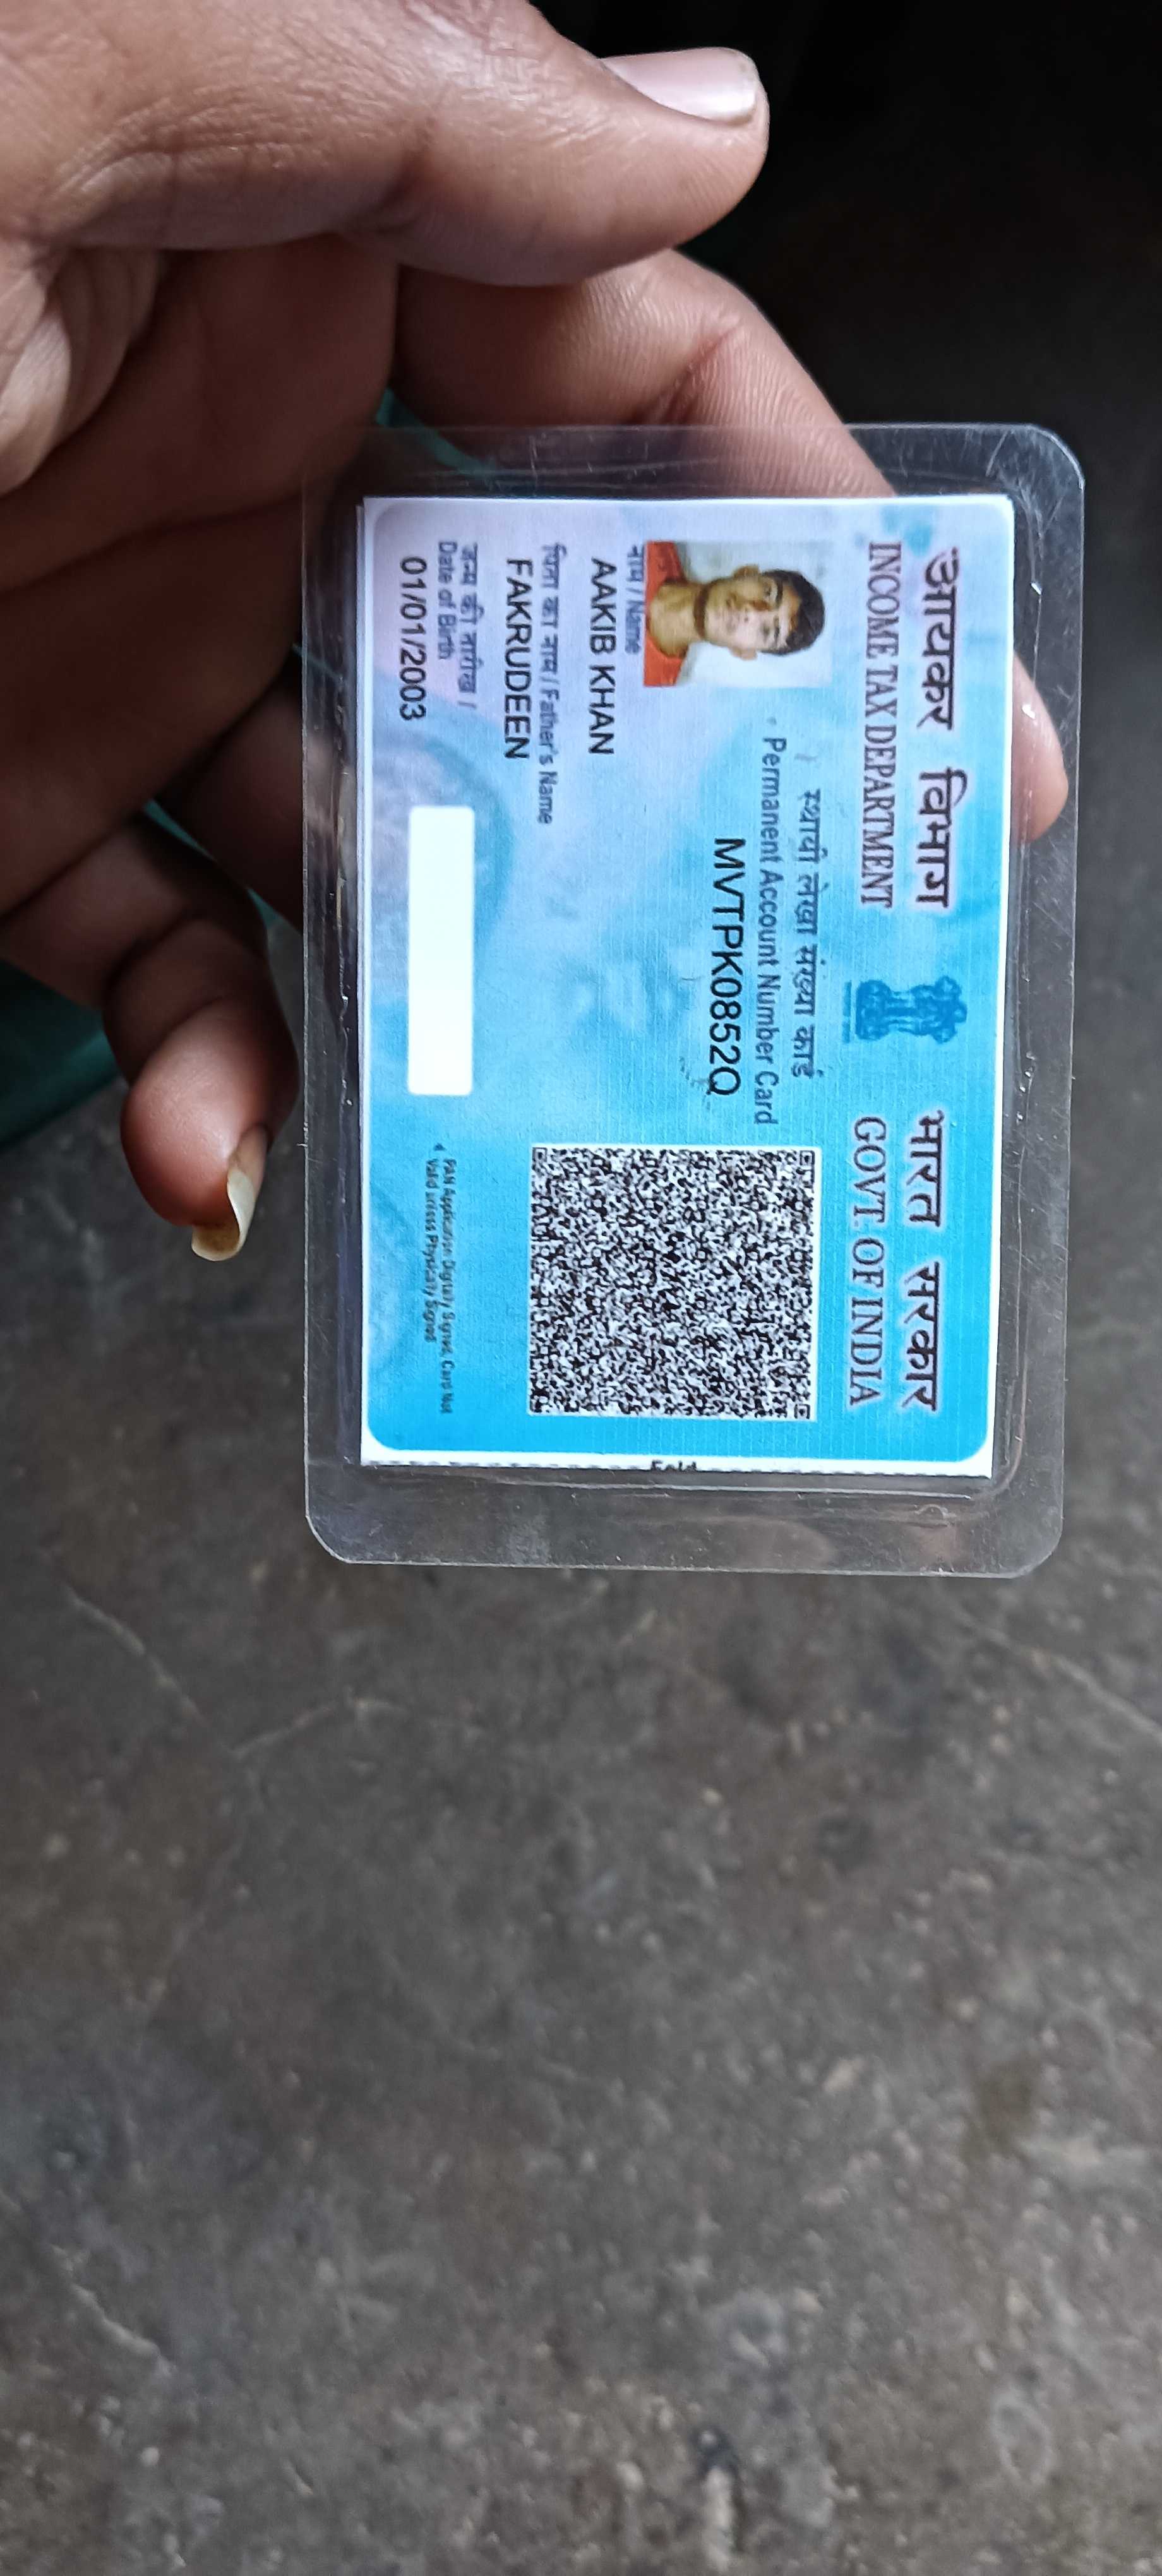 आयकर विभाग
INCOME TAX DEPARTMENT
भारत सरकार
GOVT. OF INDIA
स्थायी लेखा संख्या कार्ड
Permanent Account Number Card
MVTPK0852Q
नाम / Name
AAKIB KHAN
पिता का नाम / Father's Name
FAKRUDEEN
जन्म की तारीख /
Date of Birth
01/01/2003
PAN Application Digitally Signed, Card Not
Valid unless Physically Signed
Fold